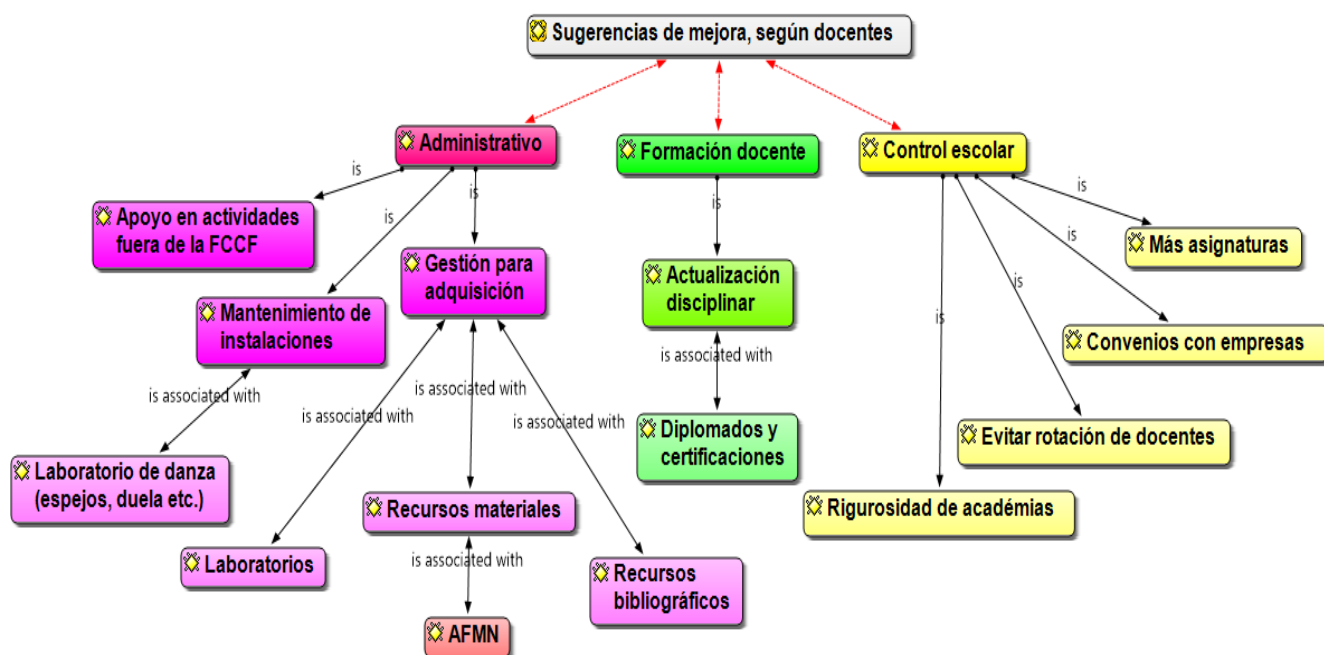 Sugerencias de mejora, según docentes
Administrativo
Formación docente
Control escolar
is
is
is
is
is
is
is
is
Apoyo en actividades
fuera de la FCCF
Más asignaturas
Gestión para
adquisición
Actualización
disciplinar
Mantenimiento de
instalaciones
Convenios con empresas
is associated with
is associated with
is associated with
is associated with
is associated with
Diplomados y
certificaciones
Evitar rotación de docentes
Laboratorio de danza
(espejos, duela etc.)
Recursos materiales
Rigurosidad de académias
is associated with
Laboratorios
Recursos
bibliográficos
AFMN